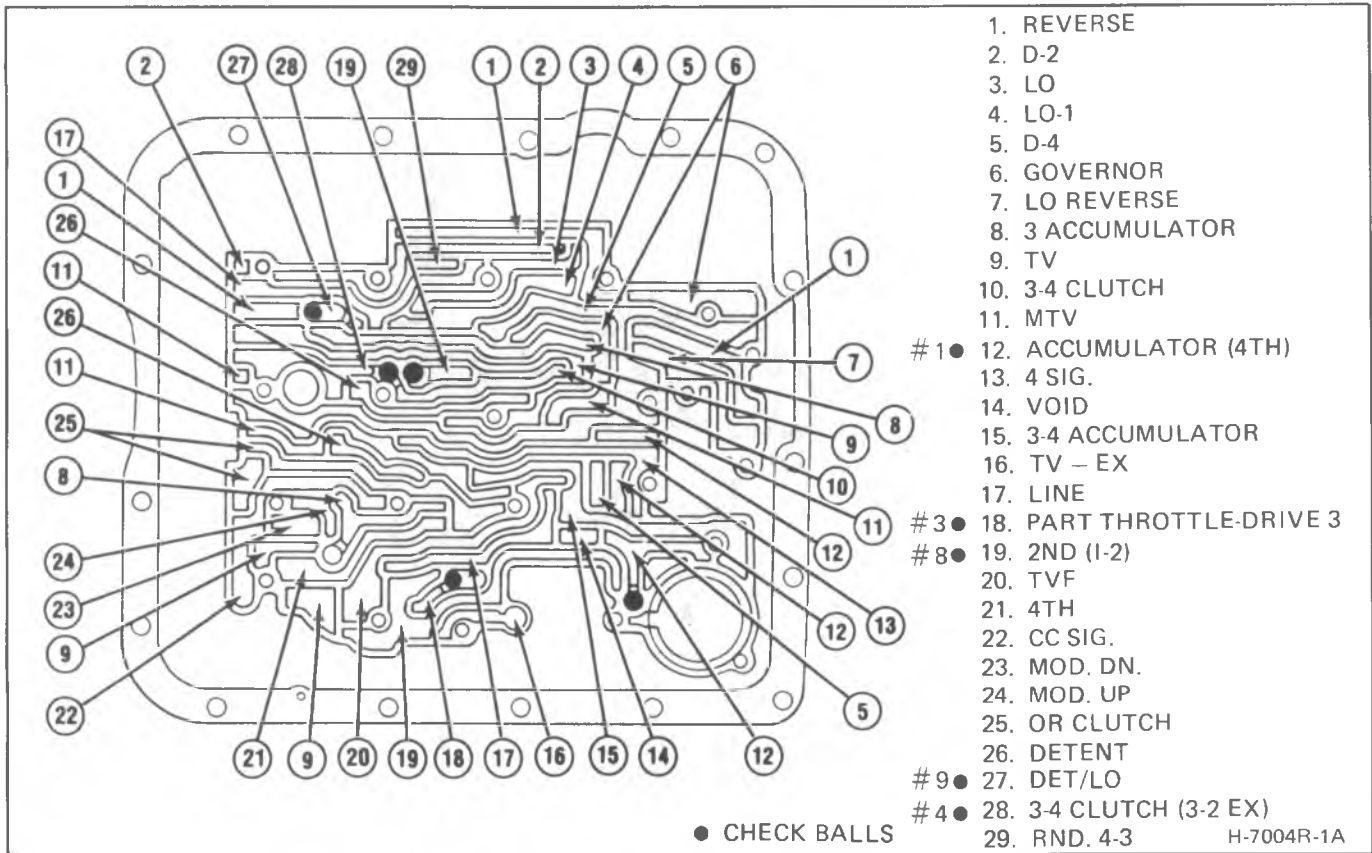 2 27 28 19 29 1 2 3 4 5 6
17
1
26
11
26
11
25
8
24
23
9
22
21 9 20 19 18 17 16 15 14 12
1
7
8
9
10
11
12
13
12
5
1. REVERSE
2. D-2
3. LO
4. LO-1
5. D-4
6. GOVERNOR
7. LO REVERSE
8. 3 ACCUMULATOR
9. TV
10. 3-4 CLUTCH
11. MTV
#1● 12. ACCUMULATOR (4TH)
13. 4 SIG.
14. VOID
15. 3-4 ACCUMULATOR
16. TV – EX
17. LINE
#3● 18. PART THROTTLE-DRIVE 3
#8● 19. 2ND (I-2)
20. TVF
21. 4TH
22. CC SIG.
23. MOD. DN.
24. MOD. UP
25. OR CLUTCH
26. DETENT
#9● 27. DET/LO
#4● 28. 3-4 CLUTCH (3-2 EX)
29. RND. 4-3
● CHECK BALLS
H-7004R-1A